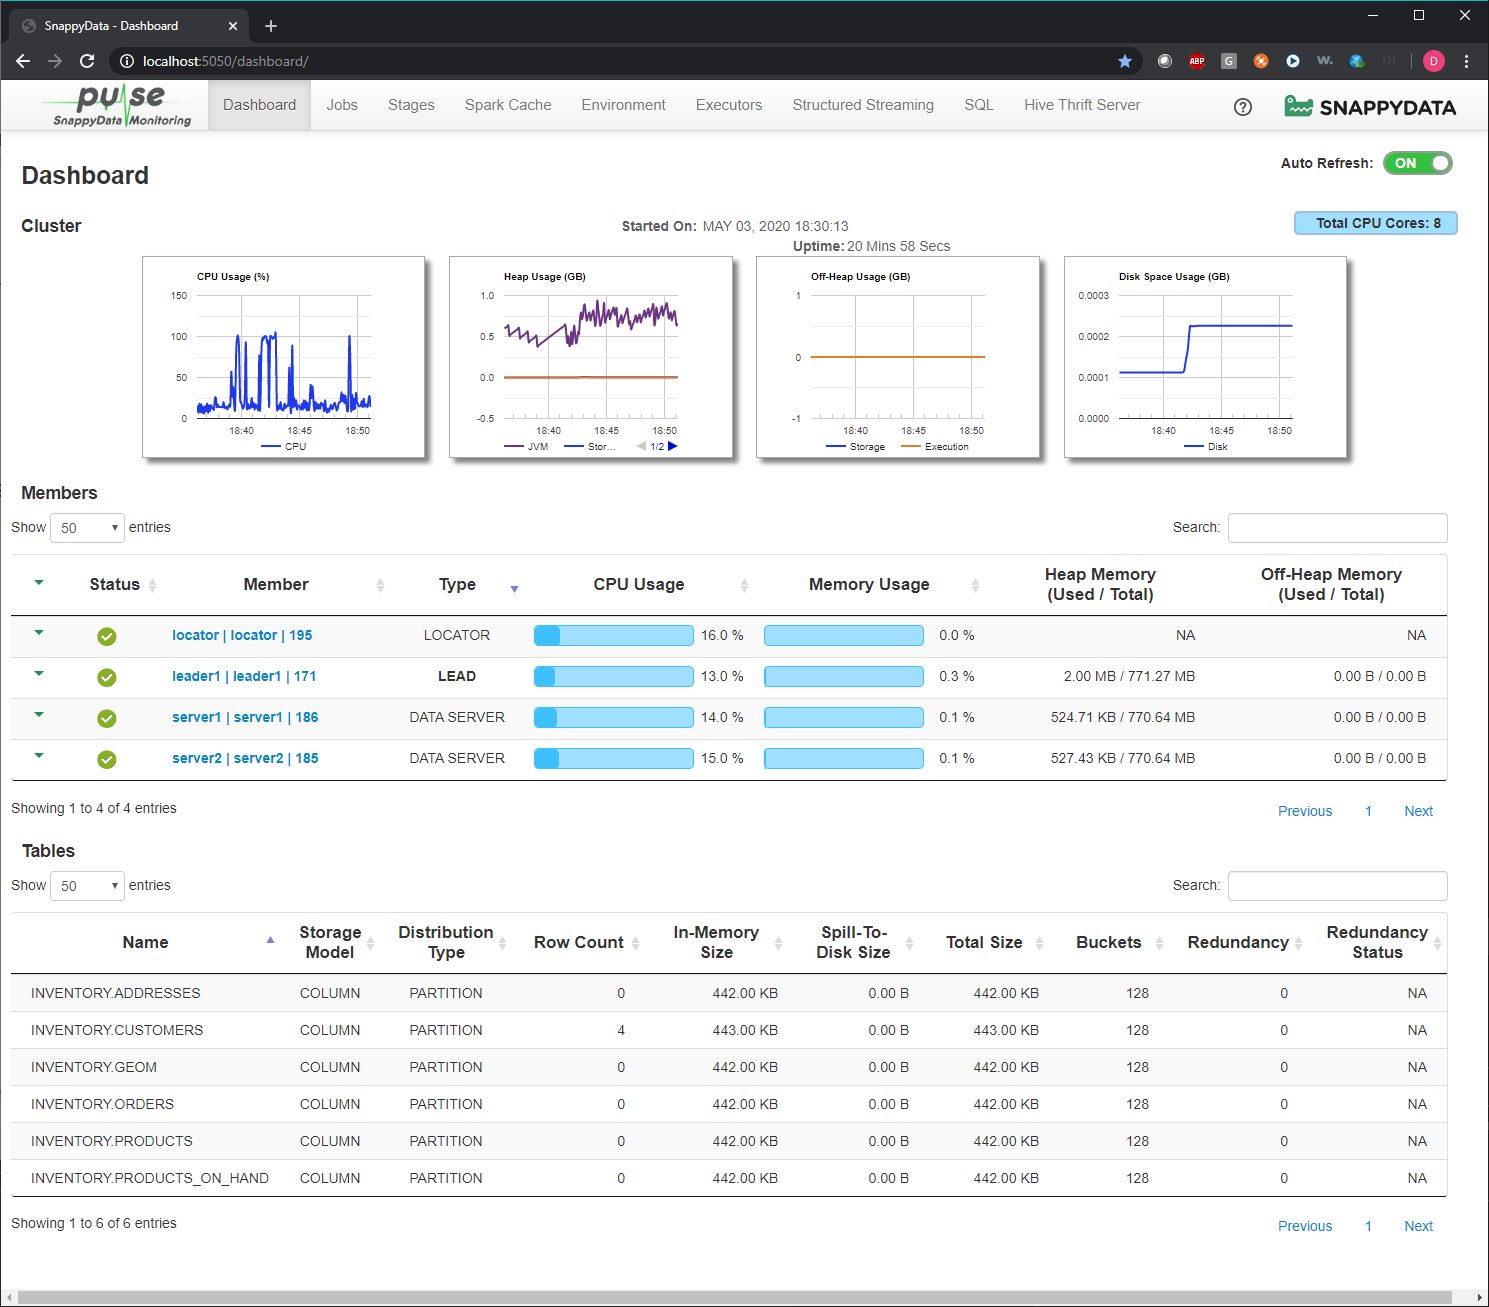 SnappyData - Dashboard
localhost:5050/dashboard/
ABP G w. m D
pulse
SnappyData Monitoring
Dashboard Jobs Stages Spark Cache Environment Executors Structured Streaming SQL Hive Thrift Server
SNAPPYDATA
Dashboard
Auto Refresh: ON
Cluster
Started On: MAY 03, 2020 18:30:13
Total CPU Cores: 8
Uptime: 20 Mins 58 Secs
CPU Usage (%)
150
100
50
0
18:40 18:45 18:50
CPU
Heap Usage (GB)
1.0
0.5
0.0
-0.5
18:40 18:45 18:50
JVM Stor... 1/2
Off-Heap Usage (GB)
1
0
-1
18:40 18:45 18:50
Storage Execution
Disk Space Usage (GB)
0.0003
0.0002
0.0001
0.0000
18:40 18:45 18:50
Disk
Members
Show 50 entries
Search:
Status Member Type CPU Usage Memory Usage Heap Memory (Used / Total) Off-Heap Memory (Used / Total)
locator | locator | 195 LOCATOR 16.0 % 0.0 % NA NA
leader1 | leader1 | 171 LEAD 13.0 % 0.3 % 2.00 MB / 771.27 MB 0.00 B / 0.00 B
server1 | server1 | 186 DATA SERVER 14.0 % 0.1 % 524.71 KB / 770.64 MB 0.00 B / 0.00 B
server2 | server2 | 185 DATA SERVER 15.0 % 0.1 % 527.43 KB / 770.64 MB 0.00 B / 0.00 B
Showing 1 to 4 of 4 entries
Previous 1 Next
Tables
Show 50 entries
Search:
Name Storage Model Distribution Type Row Count In-Memory Size Spill-To-Disk Size Total Size Buckets Redundancy Redundancy Status
INVENTORY.ADDRESSES COLUMN PARTITION 0 442.00 KB 0.00 B 442.00 KB 128 0 NA
INVENTORY.CUSTOMERS COLUMN PARTITION 4 443.00 KB 0.00 B 443.00 KB 128 0 NA
INVENTORY.GEOM COLUMN PARTITION 0 442.00 KB 0.00 B 442.00 KB 128 0 NA
INVENTORY.ORDERS COLUMN PARTITION 0 442.00 KB 0.00 B 442.00 KB 128 0 NA
INVENTORY.PRODUCTS COLUMN PARTITION 0 442.00 KB 0.00 B 442.00 KB 128 0 NA
INVENTORY.PRODUCTS_ON_HAND COLUMN PARTITION 0 442.00 KB 0.00 B 442.00 KB 128 0 NA
Showing 1 to 6 of 6 entries
Previous 1 Next